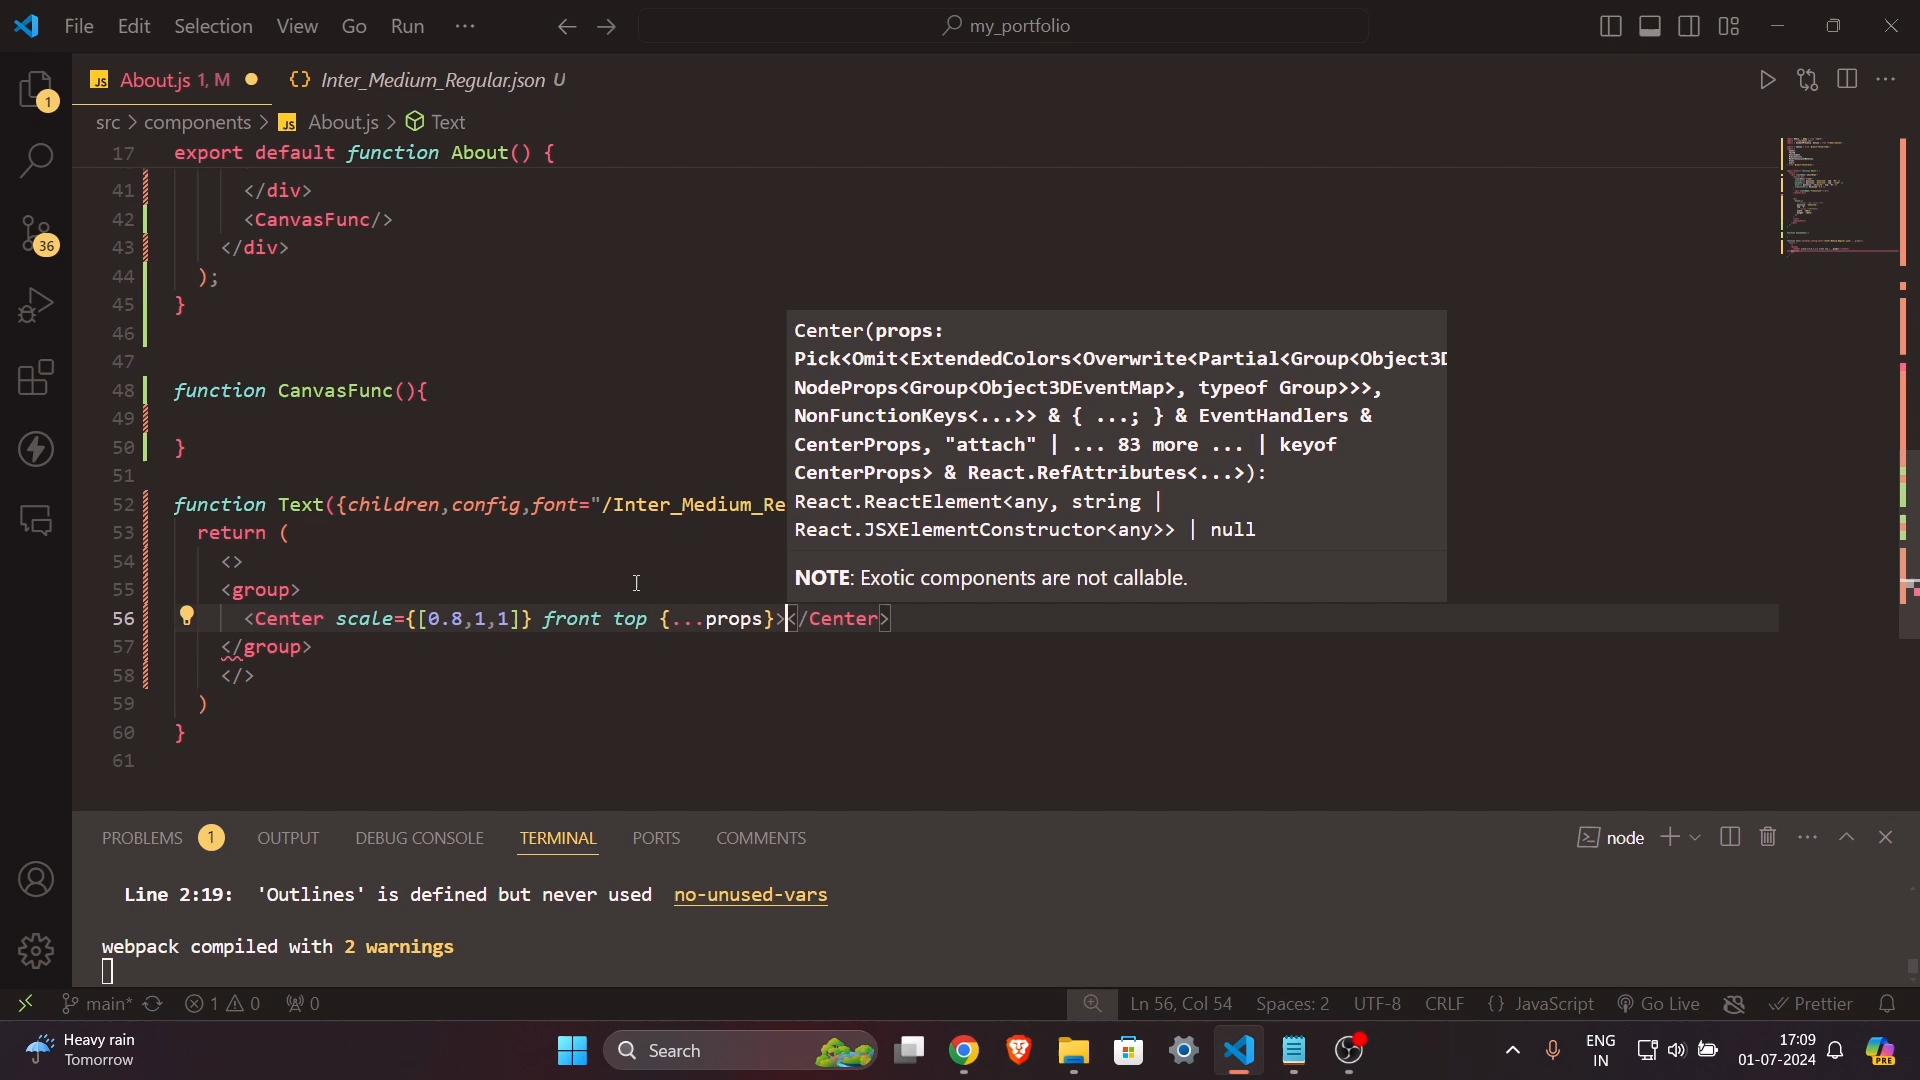 File Edit Selection View Go Run ··· my_portfolio
1
36
About.js 1, M Inter_Medium_Regular.json U
src > components > About.js > Text
17 export default function About() {
41 </div>
42 <CanvasFunc/>
43 </div>
44 );
45 }
46
47
48 function CanvasFunc(){
49
50 }
51
52 function Text({children,config,font="/Inter_Medium_Re
53 return (
54 <>
55 <group>
56 <Center scale={[0.8,1,1]} front top {...props}></Center>
57 </group>
58 </>
59 )
60 }
61
Center(props:
Pick<Omit<ExtendedColors<Overwrite<Partial<Group<Object3D
NodeProps<Group<Object3DEventMap>, typeof Group>>>,
NonFunctionKeys<...>> & { ...; } & EventHandlers &
CenterProps, "attach" | ... 83 more ... | keyof
CenterProps> & React.RefAttributes<...>):
React.ReactElement<any, string |
React.JSXElementConstructor<any>> | null
NOTE: Exotic components are not callable.
PROBLEMS 1 OUTPUT DEBUG CONSOLE TERMINAL PORTS COMMENTS node
Line 2:19: 'Outlines' is defined but never used no-unused-vars
webpack compiled with 2 warnings
main* 1 0 0 Ln 56, Col 54 Spaces: 2 UTF-8 CRLF {} JavaScript Go Live Prettier
Heavy rain
Tomorrow
Search
ENG
IN
17:09
01-07-2024
PRE